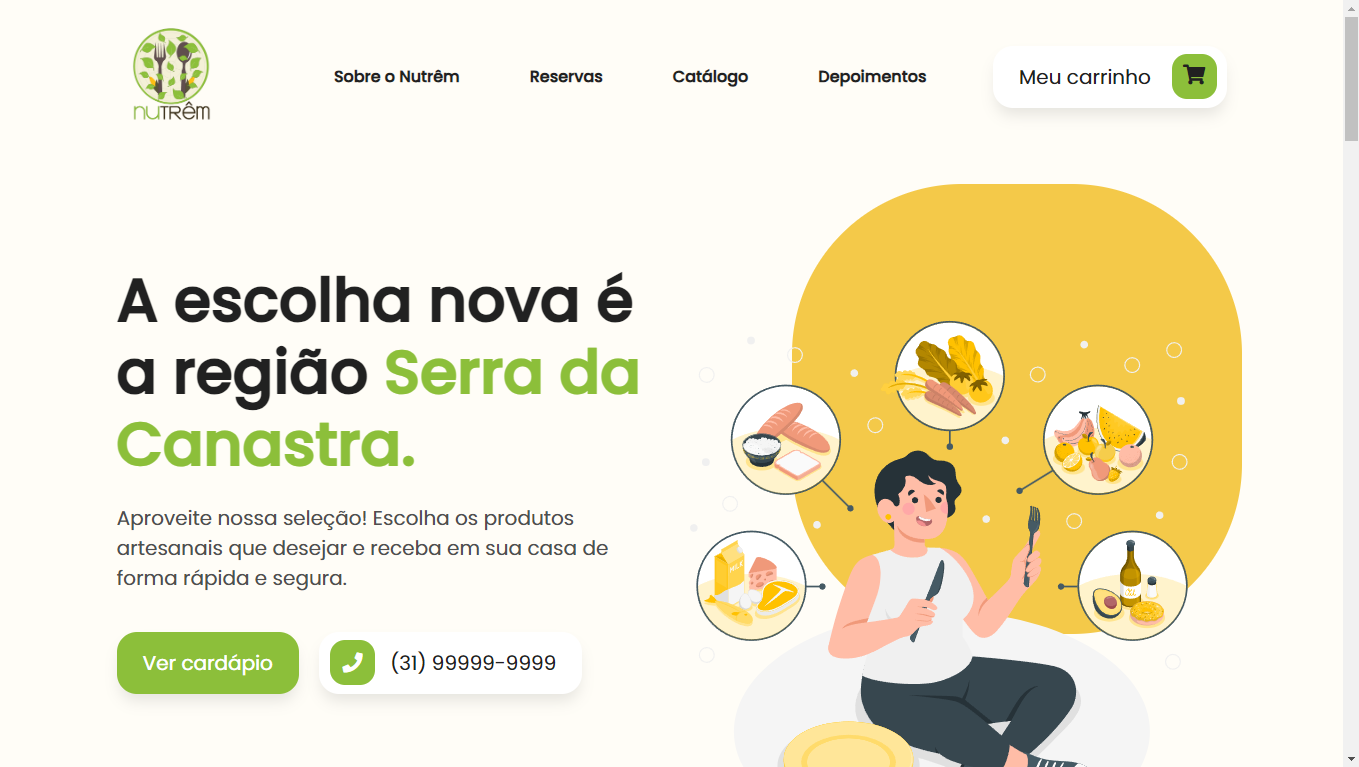 nuTRÊM
Sobre o Nutrêm
Reservas
Catálogo
Depoimentos
Meu carrinho
A escolha nova é
a região Serra da
Canastra.
Aproveite nossa seleção! Escolha os produtos
artesanais que desejar e receba em sua casa de
forma rápida e segura.
Ver cardápio
(31) 99999-9999
MILK